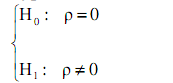 H₀ : ρ = 0
H₁ : ρ ≠ 0